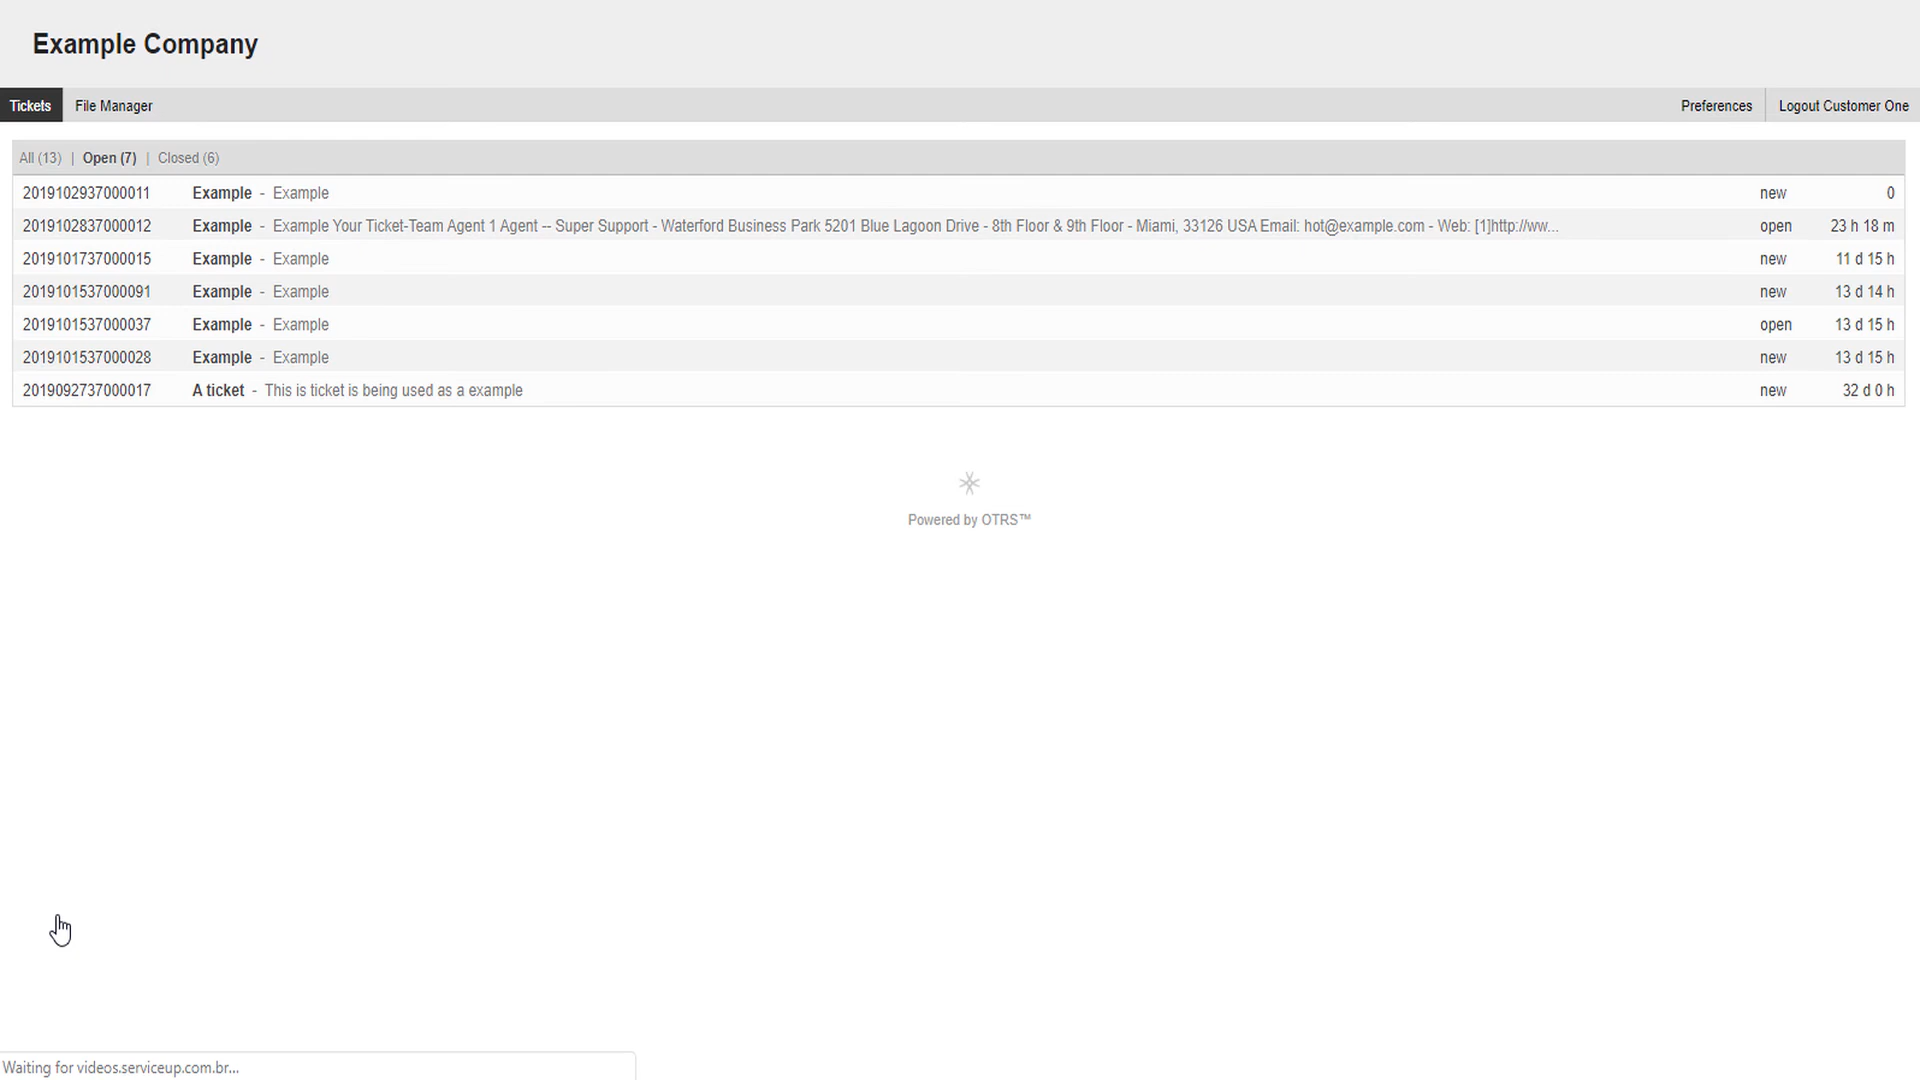 Example Company
Tickets File Manager Preferences Logout Customer One
All (13) | Open (7) | Closed (6)
2019102937000011 Example - Example new 0
2019102837000012 Example - Example Your Ticket-Team Agent 1 Agent -- Super Support - Waterford Business Park 5201 Blue Lagoon Drive - 8th Floor & 9th Floor - Miami, 33126 USA Email: hot@example.com - Web: [1]http://ww... open 23 h 18 m
2019101737000015 Example - Example new 11 d 15 h
2019101537000091 Example - Example new 13 d 14 h
2019101537000037 Example - Example open 13 d 15 h
2019101537000028 Example - Example new 13 d 15 h
2019092737000017 A ticket - This is ticket is being used as a example new 32 d 0 h
Powered by OTRS™
Waiting for videos.serviceup.com.br...